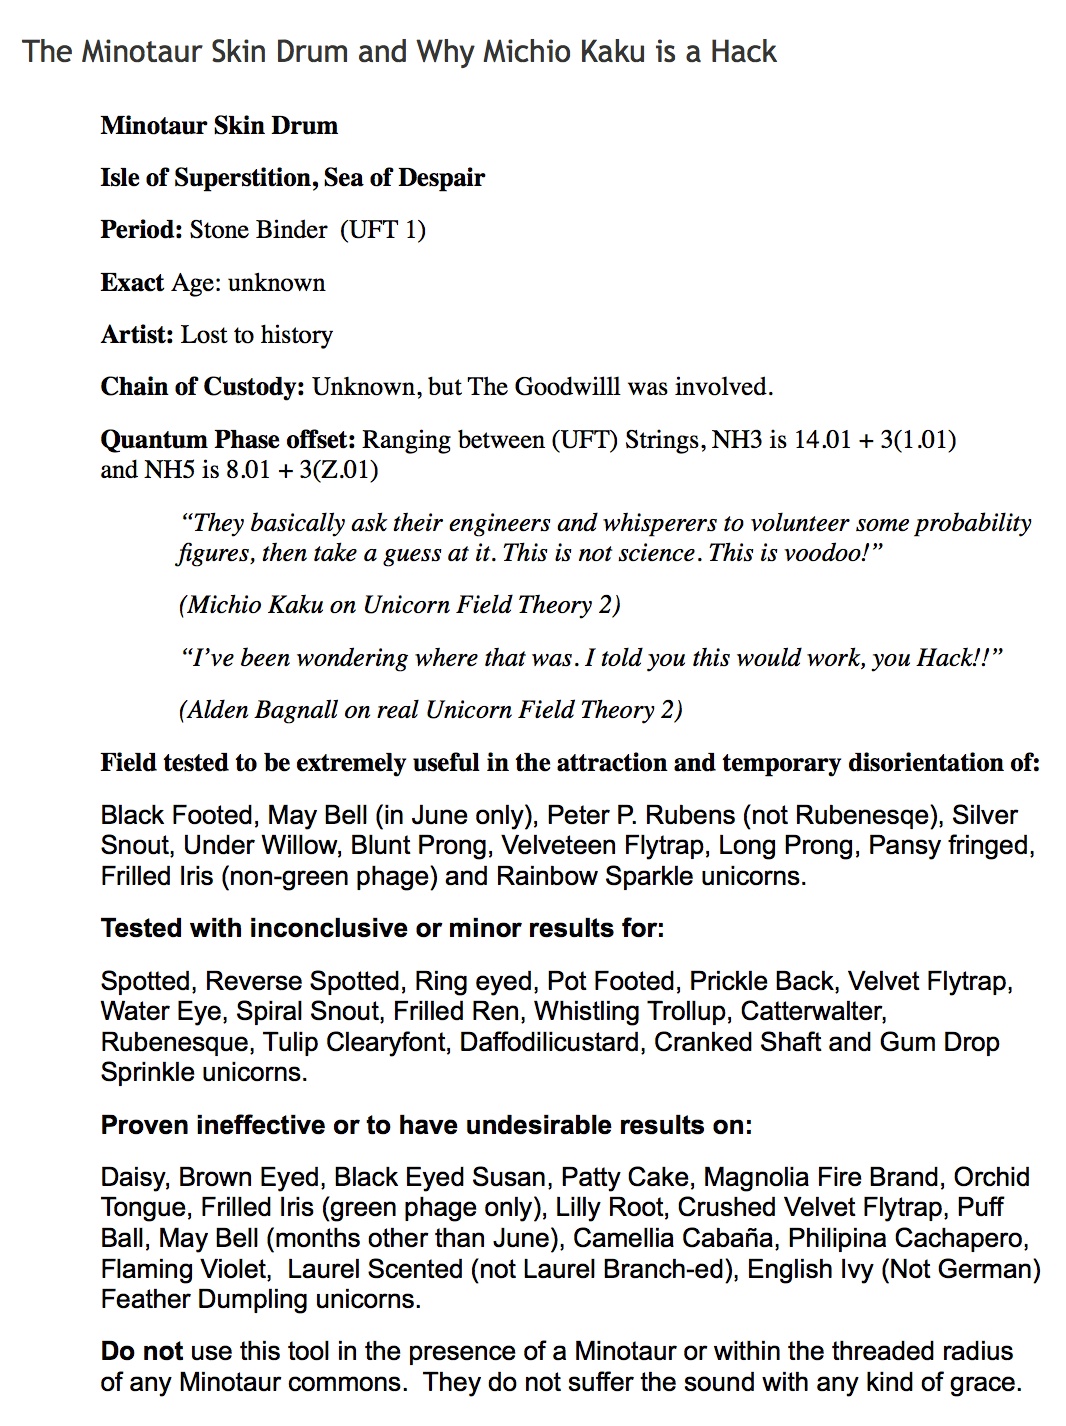 The Minotaur Skin Drum and Why Michio Kaku is a Hack
Minotaur Skin Drum
Isle of Superstition, Sea of Despair
Period: Stone Binder  (UFT 1)
Exact Age: unknown
Artist: Lost to history
Chain of Custody: Unknown, but The Goodwilll was involved.
Quantum Phase offset: Ranging between (UFT) Strings, NH3 is 14.01 + 3(1.01)
and NH5 is 8.01 + 3(Z.01)
“They basically ask their engineers and whisperers to volunteer some probability
figures, then take a guess at it. This is not science. This is voodoo!”
(Michio Kaku on Unicorn Field Theory 2)
“I’ve been wondering where that was. I told you this would work, you Hack!!”
(Alden Bagnall on real Unicorn Field Theory 2)
Field tested to be extremely useful in the attraction and temporary disorientation of:
Black Footed, May Bell (in June only), Peter P. Rubens (not Rubenesqe), Silver
Snout, Under Willow, Blunt Prong, Velveteen Flytrap, Long Prong, Pansy fringed,
Frilled Iris (non-green phage) and Rainbow Sparkle unicorns.
Tested with inconclusive or minor results for:
Spotted, Reverse Spotted, Ring eyed, Pot Footed, Prickle Back, Velvet Flytrap,
Water Eye, Spiral Snout, Frilled Ren, Whistling Trollup, Catterwalter,
Rubenesque, Tulip Clearyfont, Daffodilicustard, Cranked Shaft and Gum Drop
Sprinkle unicorns.
Proven ineffective or to have undesirable results on:
Daisy, Brown Eyed, Black Eyed Susan, Patty Cake, Magnolia Fire Brand, Orchid
Tongue, Frilled Iris (green phage only), Lilly Root, Crushed Velvet Flytrap, Puff
Ball, May Bell (months other than June), Camellia Cabaña, Philipina Cachapero,
Flaming Violet,  Laurel Scented (not Laurel Branch-ed), English Ivy (Not German)
Feather Dumpling unicorns.
Do not use this tool in the presence of a Minotaur or within the threaded radius
of any Minotaur commons.  They do not suffer the sound with any kind of grace.